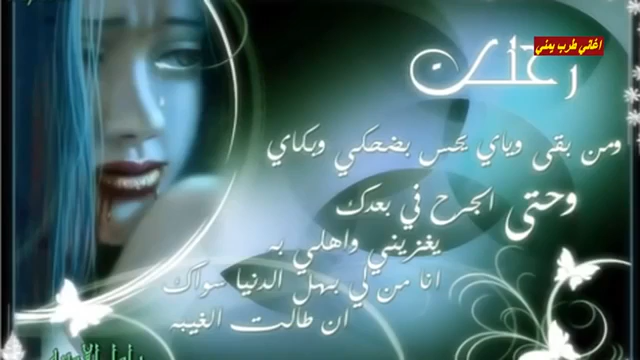 اغاني طرب يمني
ومن بقى وياي يحس بضحكي وبكاي
وحتى الجرح في بعدك
يغزيني واهلي به
انا من لي بهل الدنيا سواك
ان طالت الغيبه